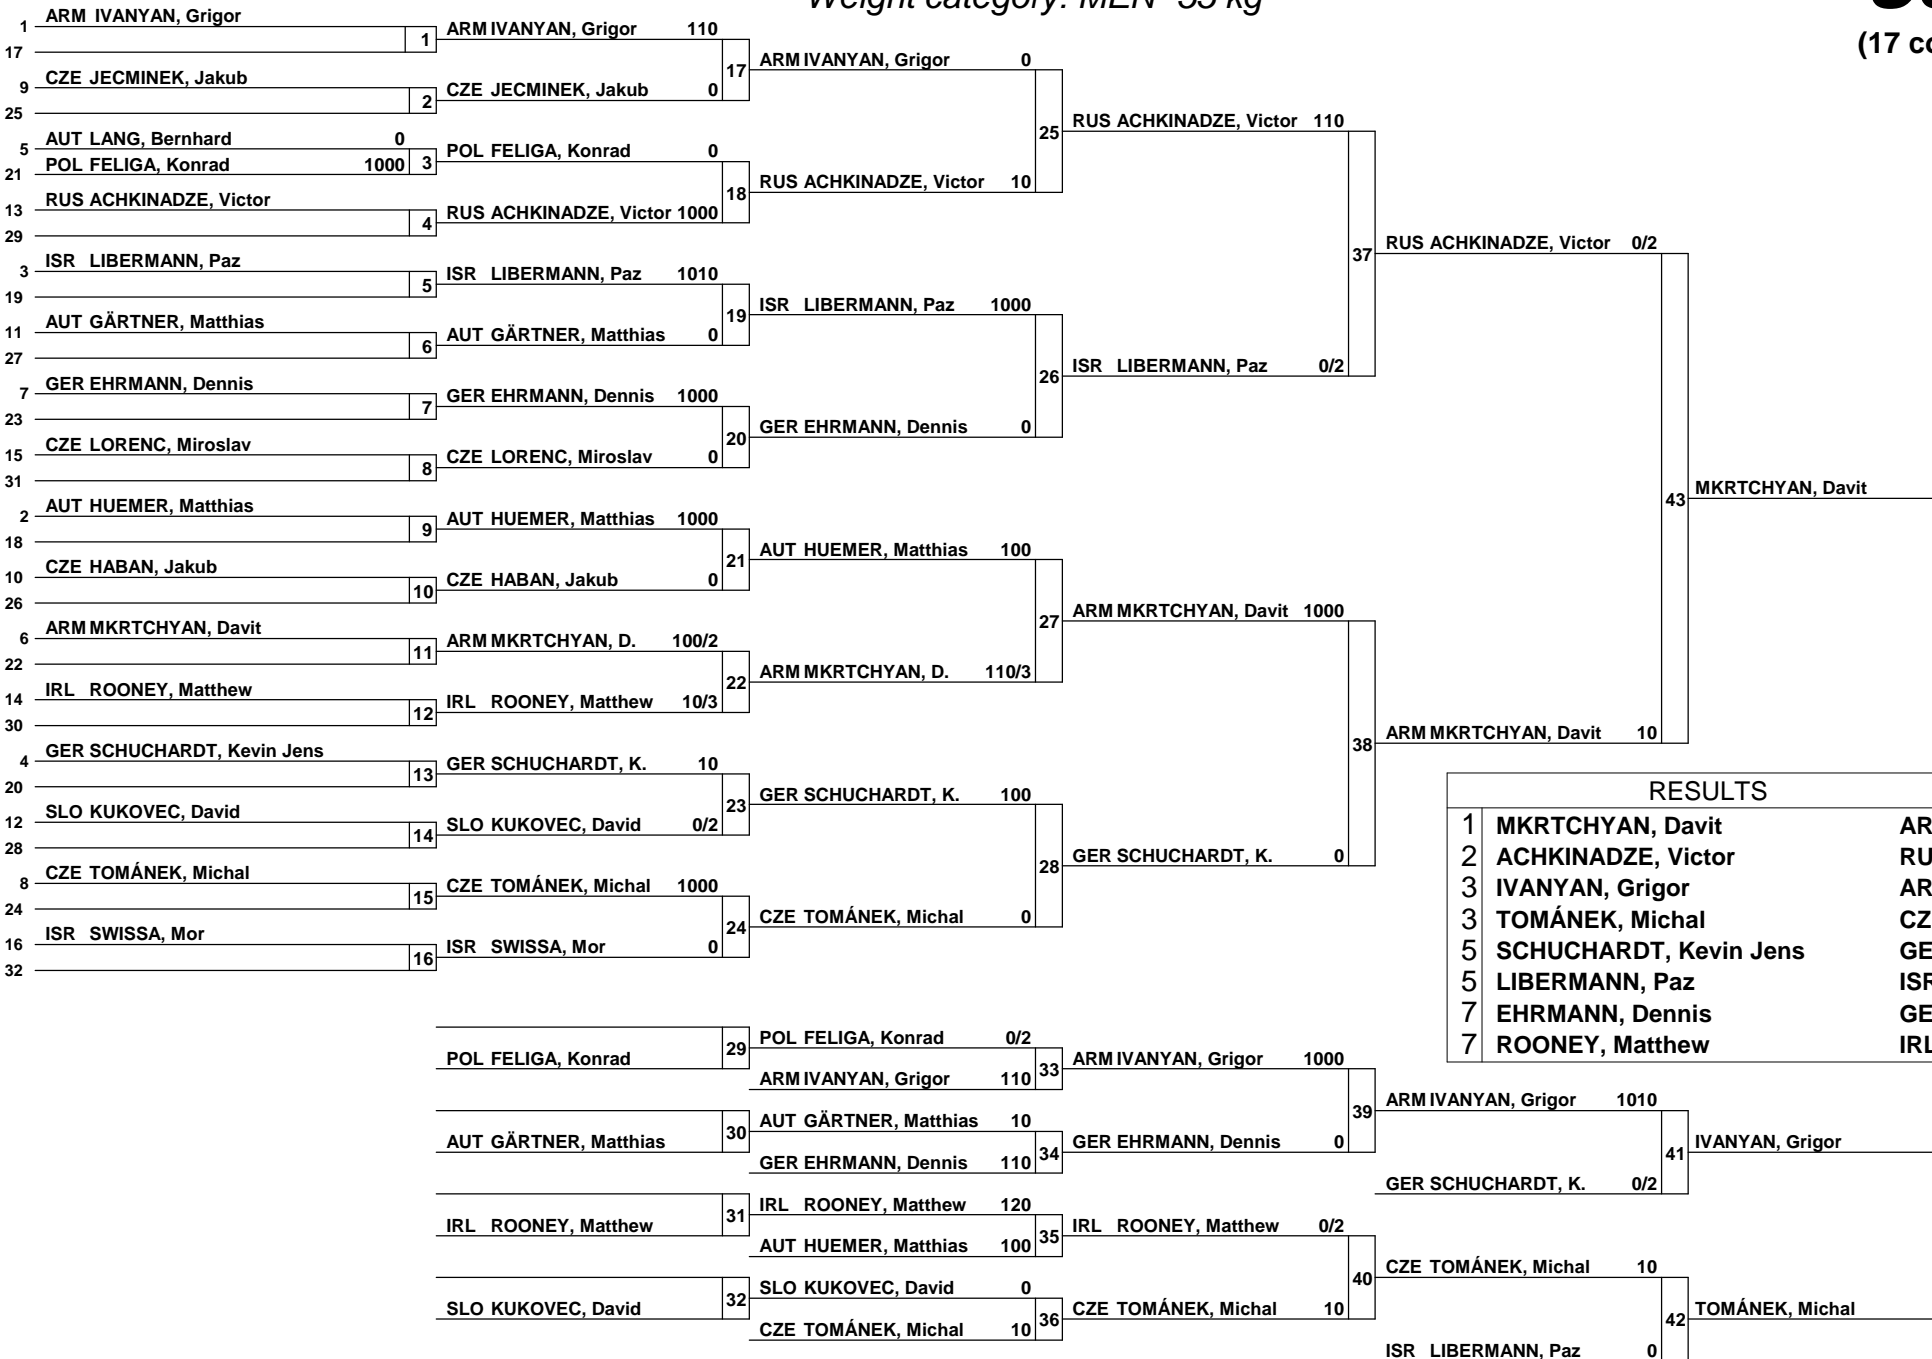 Weight category: MEN -55 kg
(17 co
1 ARM IVANYAN, Grigor
17
1
9 CZE JECMINEK, Jakub
25
2
5 AUT LANG, Bernhard 0
21 POL FELIGA, Konrad 1000
3
13 RUS ACHKINADZE, Victor
29
4
3 ISR LIBERMANN, Paz
19
5
11 AUT GÄRTNER, Matthias
27
6
7 GER EHRMANN, Dennis
23
7
15 CZE LORENC, Miroslav
31
8
2 AUT HUEMER, Matthias
18
9
10 CZE HABAN, Jakub
26
10
6 ARM MKRTCHYAN, Davit
22
11
14 IRL ROONEY, Matthew
30
12
4 GER SCHUCHARDT, Kevin Jens
20
13
12 SLO KUKOVEC, David
28
14
8 CZE TOMÁNEK, Michal
24
15
16 ISR SWISSA, Mor
32
16
ARM IVANYAN, Grigor 110
17
CZE JECMINEK, Jakub 0
POL FELIGA, Konrad 0
18
RUS ACHKINADZE, Victor 1000
ISR LIBERMANN, Paz 1010
19
AUT GÄRTNER, Matthias 0
GER EHRMANN, Dennis 1000
20
CZE LORENC, Miroslav 0
AUT HUEMER, Matthias 1000
21
CZE HABAN, Jakub 0
ARM MKRTCHYAN, D. 100/2
22
IRL ROONEY, Matthew 10/3
GER SCHUCHARDT, K. 10
23
SLO KUKOVEC, David 0/2
CZE TOMÁNEK, Michal 1000
24
ISR SWISSA, Mor 0
ARM IVANYAN, Grigor 0
25
RUS ACHKINADZE, Victor 10
ISR LIBERMANN, Paz 1000
26
GER EHRMANN, Dennis 0
AUT HUEMER, Matthias 100
27
ARM MKRTCHYAN, D. 110/3
GER SCHUCHARDT, K. 100
28
CZE TOMÁNEK, Michal 0
RUS ACHKINADZE, Victor 110
37
ISR LIBERMANN, Paz 0/2
ARM MKRTCHYAN, Davit 1000
38
GER SCHUCHARDT, K. 0
RUS ACHKINADZE, Victor 0/2
43
ARM MKRTCHYAN, Davit 10
MKRTCHYAN, Davit
RESULTS
1 MKRTCHYAN, Davit AR
2 ACHKINADZE, Victor RU
3 IVANYAN, Grigor AR
3 TOMÁNEK, Michal CZ
5 SCHUCHARDT, Kevin Jens GE
5 LIBERMANN, Paz ISR
7 EHRMANN, Dennis GE
7 ROONEY, Matthew IRL
POL FELIGA, Konrad
29
AUT GÄRTNER, Matthias
30
IRL ROONEY, Matthew
31
SLO KUKOVEC, David
32
POL FELIGA, Konrad 0/2
33
ARM IVANYAN, Grigor 110
AUT GÄRTNER, Matthias 10
34
GER EHRMANN, Dennis 110
IRL ROONEY, Matthew 120
35
AUT HUEMER, Matthias 100
SLO KUKOVEC, David 0
36
CZE TOMÁNEK, Michal 10
ARM IVANYAN, Grigor 1000
39
GER EHRMANN, Dennis 0
IRL ROONEY, Matthew 0/2
40
CZE TOMÁNEK, Michal 10
ARM IVANYAN, Grigor 1010
41
GER SCHUCHARDT, K. 0/2
CZE TOMÁNEK, Michal 10
42
ISR LIBERMANN, Paz 0
IVANYAN, Grigor
TOMÁNEK, Michal